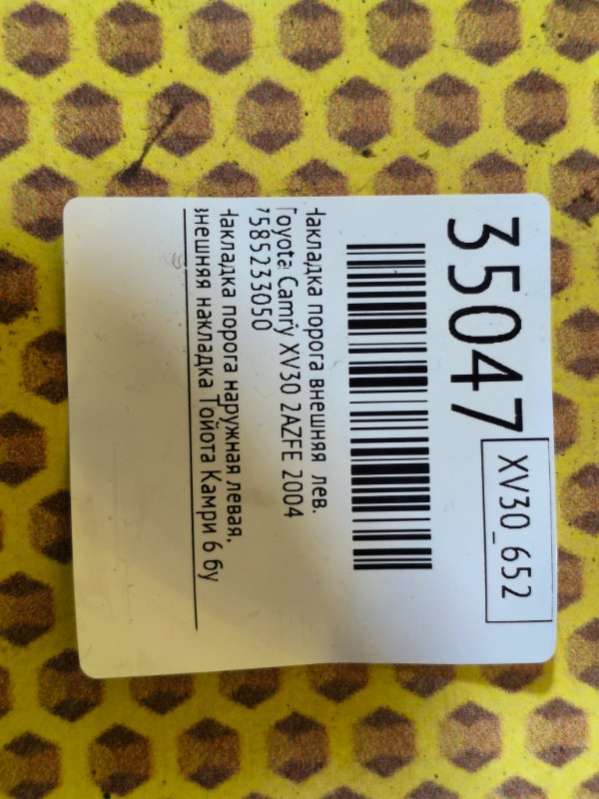 35047
XV30_652
Накладка порога внешняя лев.
Toyota Camry XV30 2AZFE 2004
7585233050
Накладка порога наружная левая,
внешняя накладка Тойота Камри 6 бу